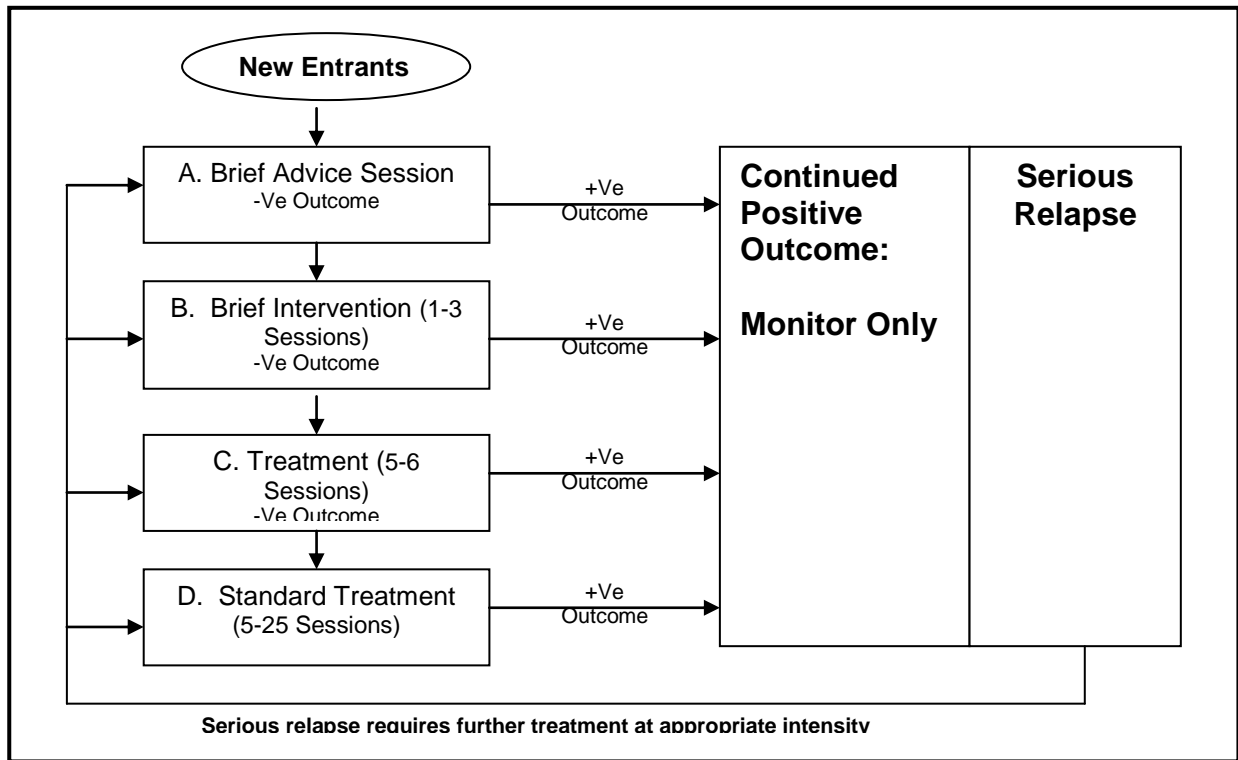 New Entrants
A. Brief Advice Session
-Ve Outcome
+Ve
Outcome
B. Brief Intervention (1-3
Sessions)
-Ve Outcome
+Ve
Outcome
C. Treatment (5-6
Sessions)
-Ve Outcome
+Ve
Outcome
D. Standard Treatment
(5-25 Sessions)
+Ve
Outcome
Continued
Positive
Outcome:
Monitor Only
Serious
Relapse
Serious relapse requires further treatment at appropriate intensity